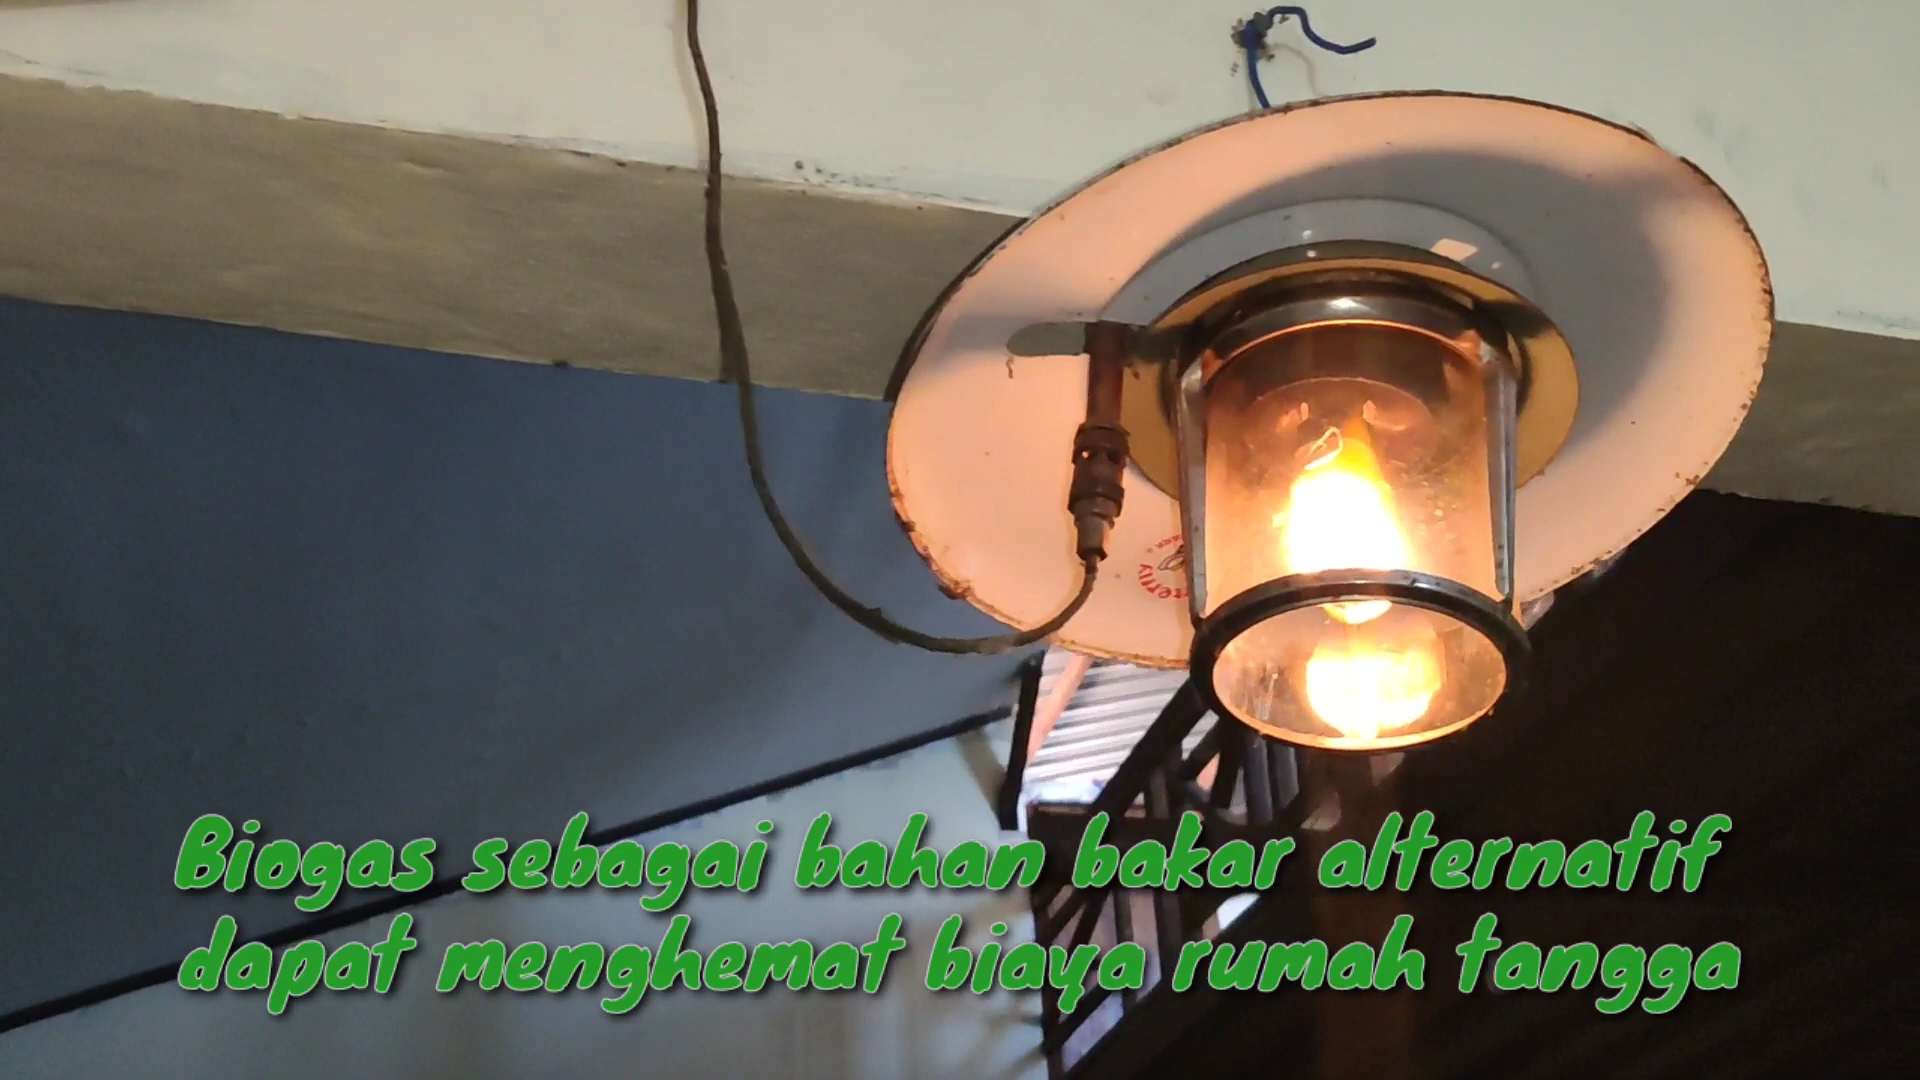 Biogas sebagai bahan bakar alternatif
dapat menghemat biaya rumah tangga